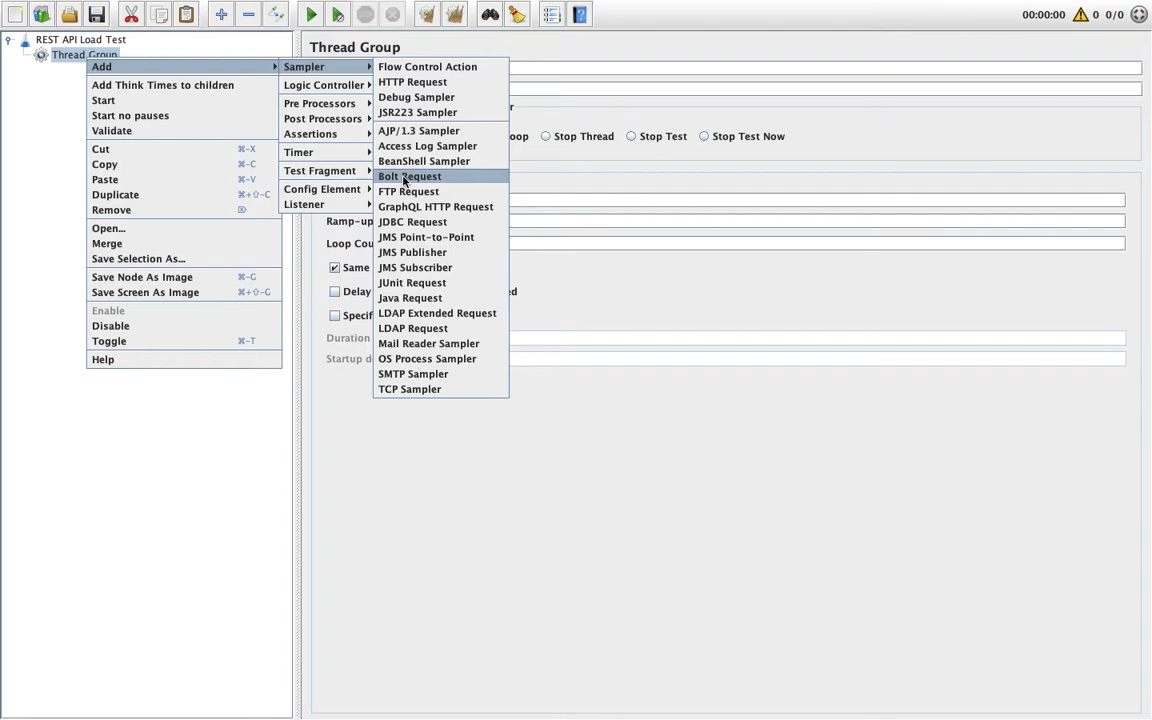 00:00:00 0 0/0
REST API Load Test
Thread Group
Thread Group
Add
Add Think Times to children
Start
Start no pauses
Validate
Cut ⌘-X
Copy ⌘-C
Paste ⌘-V
Duplicate ⌘+⇧-C
Remove ⌦
Open...
Merge
Save Selection As...
Save Node As Image ⌘-G
Save Screen As Image ⌘+⇧-G
Enable
Disable
Toggle ⌘-T
Help
Sampler
Logic Controller
Pre Processors
Post Processors
Assertions
Timer
Test Fragment
Config Element
Listener
Flow Control Action
HTTP Request
Debug Sampler
JSR223 Sampler
AJP/1.3 Sampler
Access Log Sampler
BeanShell Sampler
Bolt Request
FTP Request
GraphQL HTTP Request
JDBC Request
JMS Point-to-Point
JMS Publisher
JMS Subscriber
JUnit Request
Java Request
LDAP Extended Request
LDAP Request
Mail Reader Sampler
OS Process Sampler
SMTP Sampler
TCP Sampler
Stop Thread Stop Test Stop Test Now
Ramp-up
Same
Delay
Duration